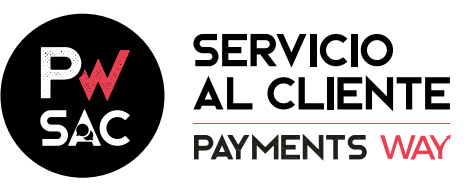 PW
SAC
SERVICIO
AL CLIENTE
PAYMENTS WAY